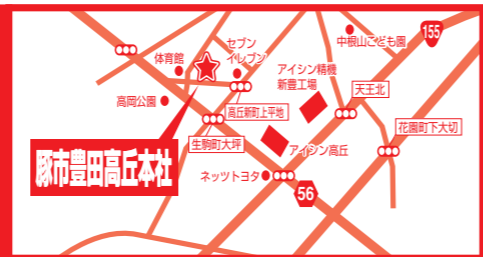 中根山こども園
155
セブン
イレブン
体育館
アイシン精機
新豊工場
天王北
高岡公園
高丘新町上平地
花園町下大切
生駒町大坪
アイシン高丘
豚市豊田高丘本社
ネッツトヨタ
56